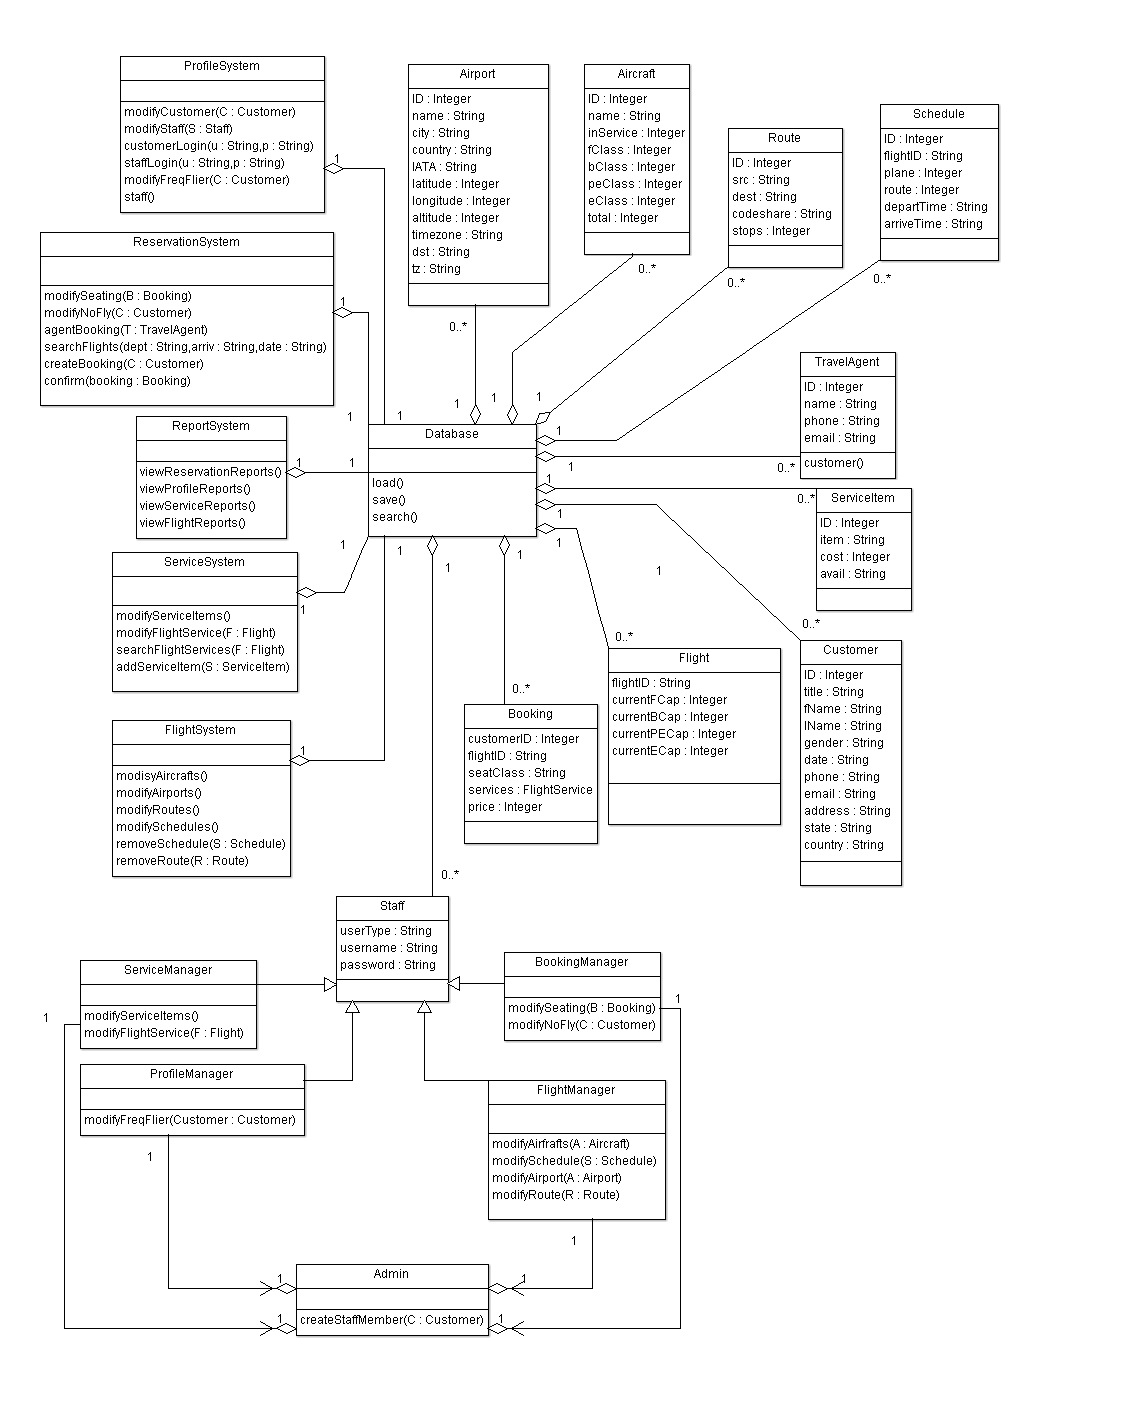 ProfileSystem
modifyCustomer(C : Customer)
modifyStaff(S : Staff)
customerLogin(u : String,p : String)
staffLogin(u : String,p : String)
modifyFreqFlier(C : Customer)
staff()
1
1
Airport
ID : Integer
name : String
city : String
country : String
IATA : String
latitude : Integer
longitude : Integer
altitude : Integer
timezone : String
dst : String
tz : String
0..*
1
Aircraft
ID : Integer
name : String
inService : Integer
fClass : Integer
bClass : Integer
peClass : Integer
eClass : Integer
total : Integer
0..*
1
Route
ID : Integer
src : String
dest : String
codeshare : String
stops : Integer
0..*
1
Schedule
ID : Integer
flightID : String
plane : Integer
route : Integer
departTime : String
arriveTime : String
0..*
1
ReservationSystem
modifySeating(B : Booking)
modifyNoFly(C : Customer)
agentBooking(T : TravelAgent)
searchFlights(dept : String,arriv : String,date : String)
createBooking(C : Customer)
confirm(booking : Booking)
1
1
TravelAgent
ID : Integer
name : String
phone : String
email : String
customer()
0..*
1
ReportSystem
viewReservationReports()
viewProfileReports()
viewServiceReports()
viewFlightReports()
1
1
Database
load()
save()
search()
ServiceItem
ID : Integer
item : String
cost : Integer
avail : String
0..*
1
ServiceSystem
modifyServiceItems()
modifyFlightService(F : Flight)
searchFlightServices(F : Flight)
addServiceItem(S : ServiceItem)
1
1
1
1
1
1
1
1
Customer
ID : Integer
title : String
fName : String
lName : String
gender : String
date : String
phone : String
email : String
address : String
state : String
country : String
0..*
Flight
flightID : String
currentFCap : Integer
currentBCap : Integer
currentPECap : Integer
currentECap : Integer
0..*
Booking
customerID : Integer
flightID : String
seatClass : String
services : FlightService
price : Integer
0..*
FlightSystem
modisyAircrafts()
modifyAirports()
modifyRoutes()
modifySchedules()
removeSchedule(S : Schedule)
removeRoute(R : Route)
1
0..*
Staff
userType : String
username : String
password : String
ServiceManager
modifyServiceItems()
modifyFlightService(F : Flight)
1
BookingManager
modifySeating(B : Booking)
modifyNoFly(C : Customer)
1
ProfileManager
modifyFreqFlier(Customer : Customer)
1
FlightManager
modifyAirfrafts(A : Aircraft)
modifySchedule(S : Schedule)
modifyAirport(A : Airport)
modifyRoute(R : Route)
1
Admin
createStaffMember(C : Customer)
1
1
1
1